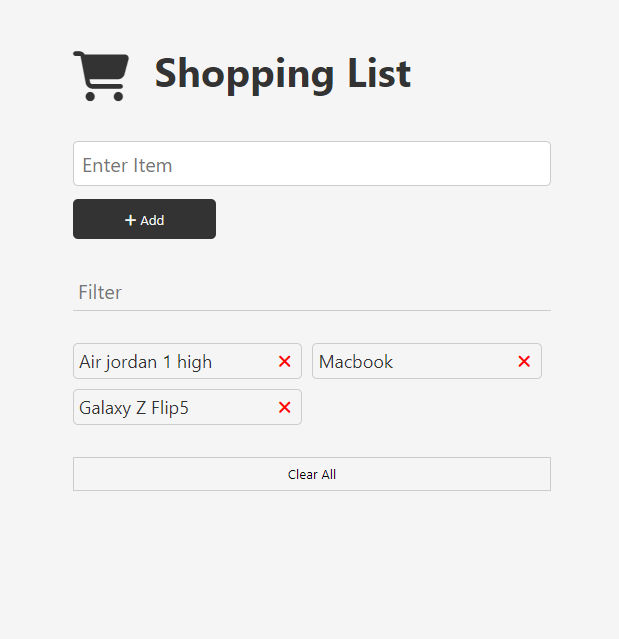 Shopping List
Enter Item
+ Add
Filter
Air jordan 1 high
Macbook
Galaxy Z Flip5
Clear All